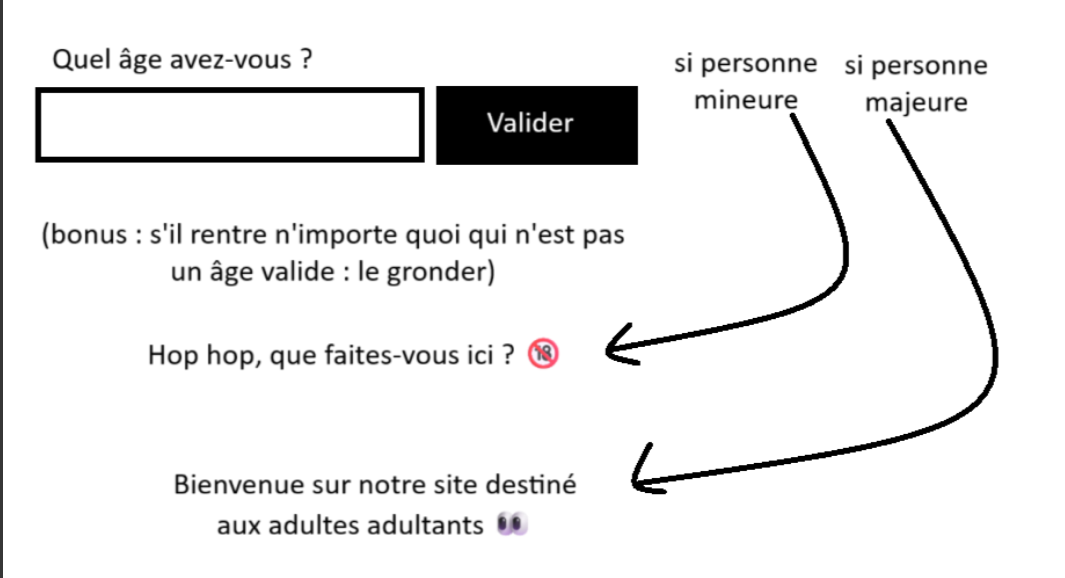 Quel âge avez-vous ?
Valider
si personne
mineure
si personne
majeure
(bonus : s'il rentre n'importe quoi qui n'est pas
un âge valide : le gronder)
Hop hop, que faites-vous ici ? 🔞
Bienvenue sur notre site destiné
aux adultes adultants 👀